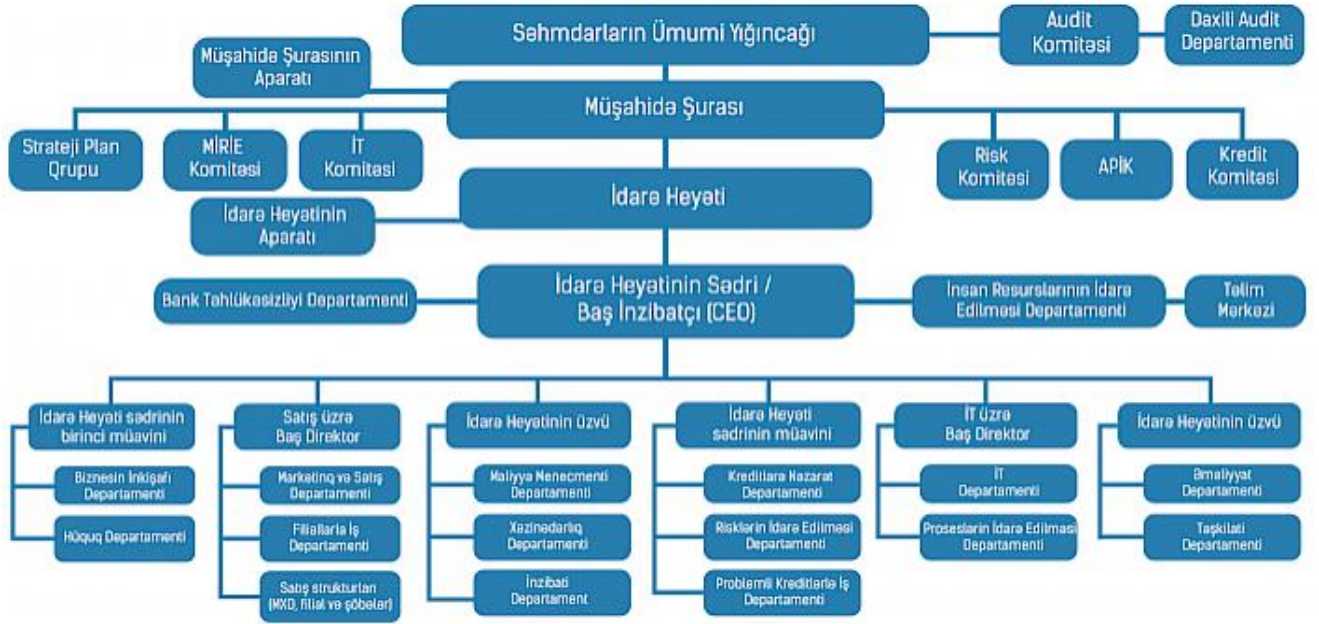 Səhmdarların Ümumi Yığıncağı
Audit
Komitəsi
Daxili Audit
Departamenti
Müşahidə Şurasının
Aparatı
Müşahidə Şurası
Strateji Plan
Qrupu
MİRİE
Komitəsi
İT
Komitəsi
Risk
Komitəsi
APİK
Kredit
Komitəsi
İdarə Heyəti
İdarə Heyətinin
Aparatı
Bank Təhlükəsizliyi Departamenti
İdarə Heyətinin Sədri /
Baş İnzibatçı (CEO)
İnsan Resurslarının İdarə
Edilməsi Departamenti
Təlim
Mərkəzi
İdarə Heyəti sədrinin
birinci müavini
Biznesin İnkişafı
Departamenti
Hüquq Departamenti
Satış üzrə
Baş Direktor
Marketinq və Satış
Departamenti
Filiallarla İş
Departamenti
Satış strukturları
(MXD, filial və şöbələr)
İdarə Heyətinin üzvü
Maliyyə Nenecmenti
Departamenti
Xəzinədarlıq
Departamenti
İnzibati
Departament
İdarə Heyəti
sədrinin müavini
Kreditlərə Nəzarət
Departamenti
Risklərin İdarə Edilməsi
Departamenti
Problemli Kreditlərlə İş
Departamenti
İT üzrə
Baş Direktor
İT
Departamenti
Proseslərin İdarə Edilməsi
Departamenti
İdarə Heyətinin üzvü
Əməliyyat
Departamenti
Təşkilati
Departamenti